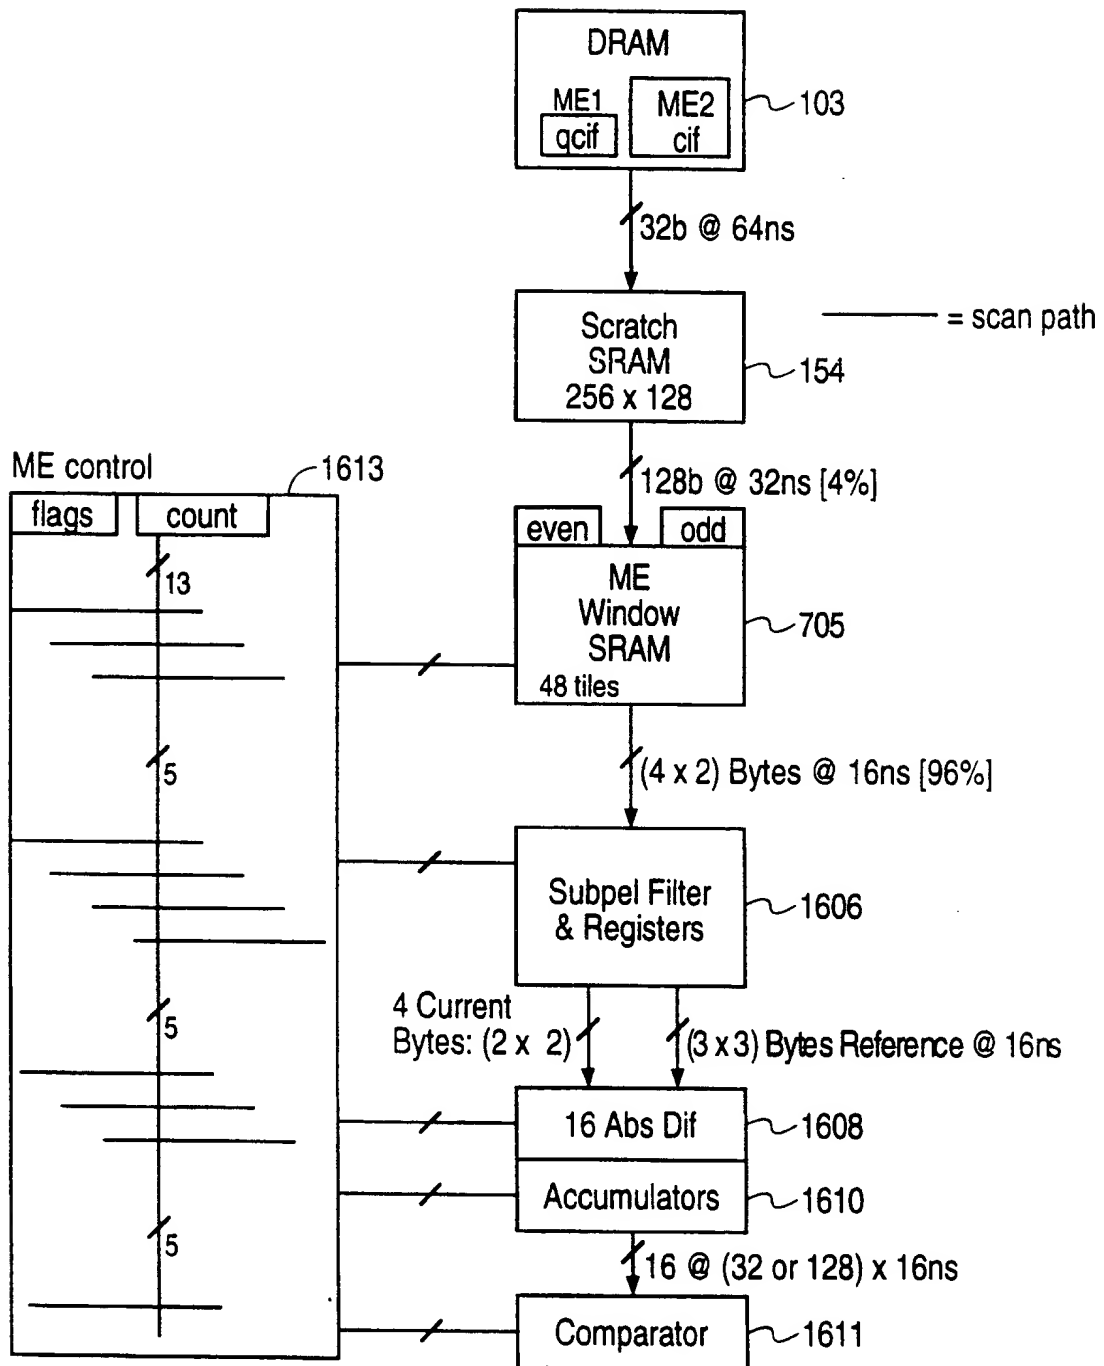 DRAM
ME1
qcif
ME2
cif
103
32b @ 64ns
Scratch
SRAM
256 x 128
154
= scan path
128b @ 32ns [4%]
ME control
1613
flags
count
even
odd
13
ME
Window
SRAM
48 tiles
705
5
(4 x 2) Bytes @ 16ns [96%]
Subpel Filter
& Registers
1606
5
4 Current
Bytes: (2 x 2)
(3 x 3) Bytes Reference @ 16ns
16 Abs Dif
1608
Accumulators
1610
5
16 @ (32 or 128) x 16ns
Comparator
1611